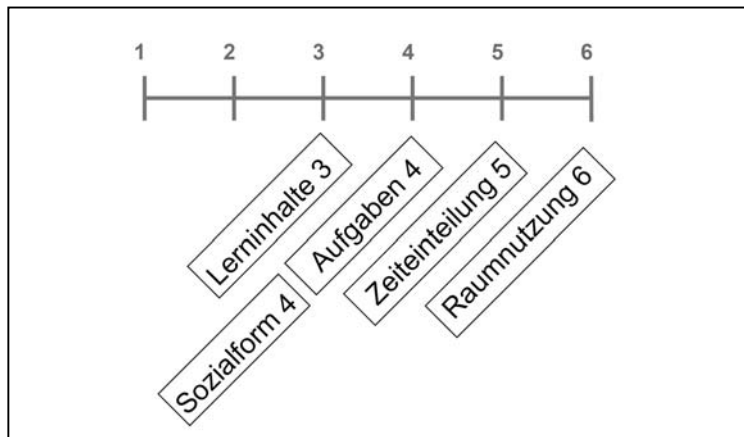 1 2 3 4 5 6
Lerninhalte 3
Aufgaben 4
Zeiteinteilung 5
Raumnutzung 6
Sozialform 4